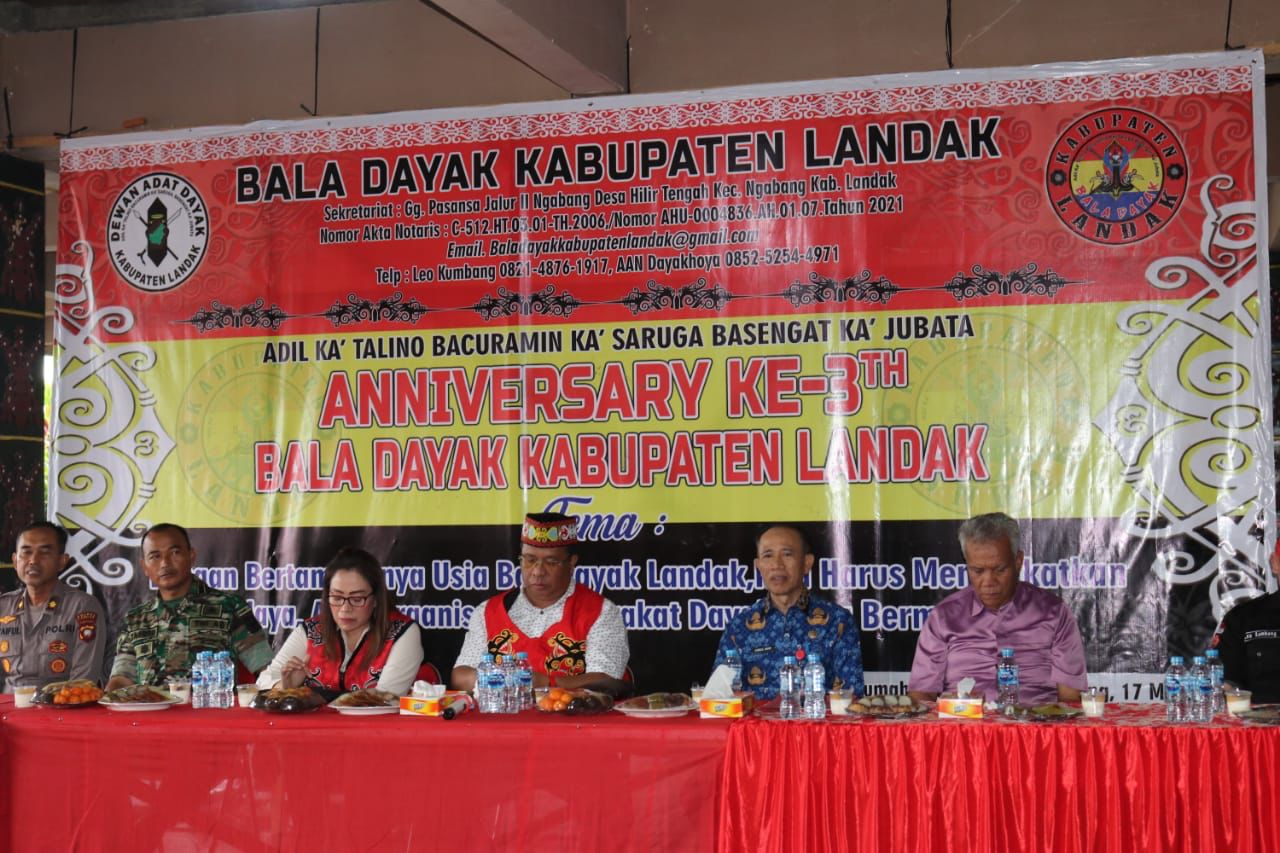 BALA DAYAK KABUPATEN LANDAK
Sekretariat : Gg. Pasansa Jalur II Ngabang Desa Hilir Tengah Kec. Ngabang Kab. Landak
Nomor Akta Notaris : C-512.HT.03.01-TH.2006/Nomor AHU-0004836.AH.01.07.Tahun 2021
Email. Baladayakkabupatenlandak@gmail.com
Telp : Leo Kumbang 0821-4876-1917, AAN Dayakhoya 0852-5254-4971
DEWAN ADAT DAYAK
KABUPATEN LANDAK
KABUPATEN
BALA DAYAK
LANDAK
ADIL KA' TALINO BACURAMIN KA' SARUGA BASENGAT KA' JUBATA
ANNIVERSARY KE-3TH
BALA DAYAK KABUPATEN LANDAK
Tema :
Usia Landak, Harus
17
POLRI